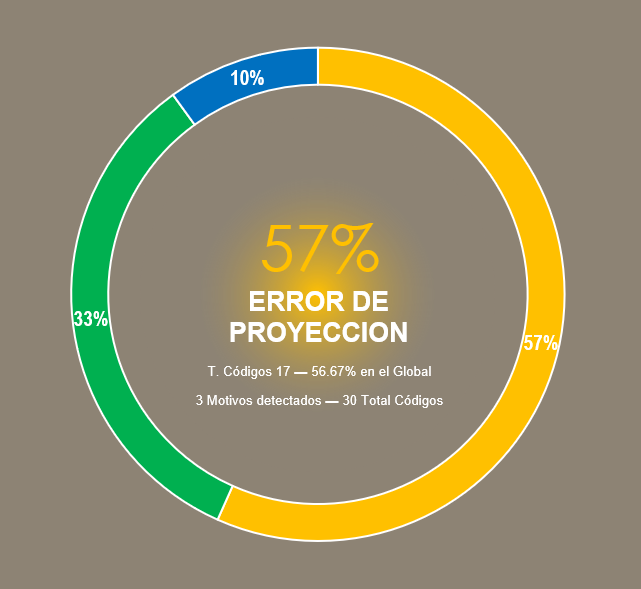 10%
57%
ERROR DE
PROYECCION
33%
57%
T. Códigos 17 — 56.67% en el Global
3 Motivos detectados — 30 Total Códigos